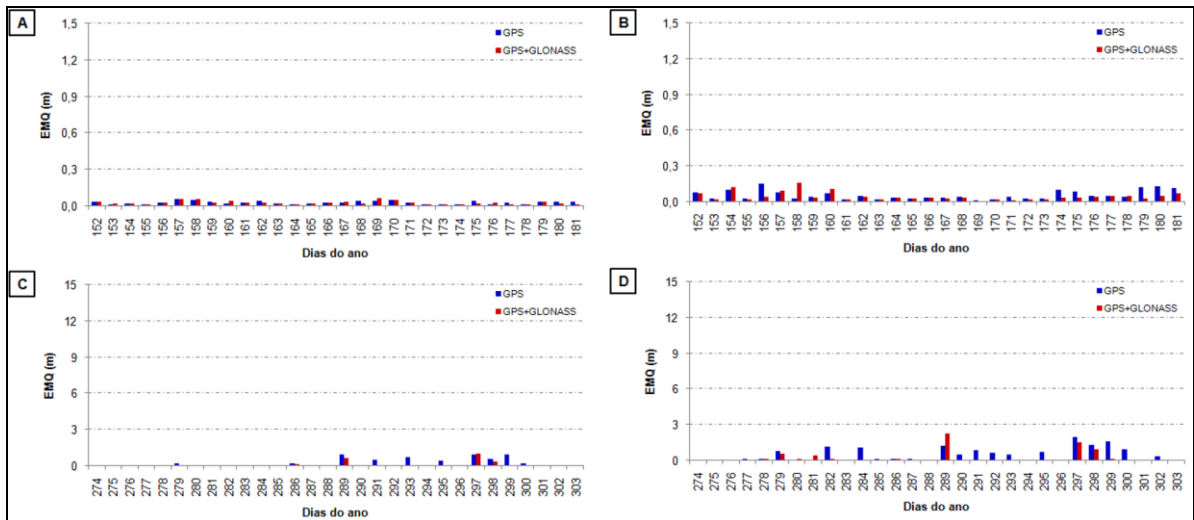 A
1,5
1,2
0,9
0,6
0,3
0,0
EMQ (m)
GPS
GPS+GLONASS
152 153 154 155 156 157 158 159 160 161 162 163 164 165 166 167 168 169 170 171 172 173 174 175 176 177 178 179 180 181
Dias do ano
B
1,5
1,2
0,9
0,6
0,3
0,0
EMQ (m)
GPS
GPS+GLONASS
152 153 154 155 156 157 158 159 160 161 162 163 164 165 166 167 168 169 170 171 172 173 174 175 176 177 178 179 180 181
Dias do ano
C
15
12
9
6
3
0
EMQ (m)
GPS
GPS+GLONASS
274 275 276 277 278 279 280 281 282 283 284 285 286 287 288 289 290 291 292 293 294 295 296 297 298 299 300 301 302 303
Dias do ano
D
15
12
9
6
3
0
EMQ (m)
GPS
GPS+GLONASS
274 275 276 277 278 279 280 281 282 283 284 285 286 287 288 289 290 291 292 293 294 295 296 297 298 299 300 301 302 303
Dias do ano